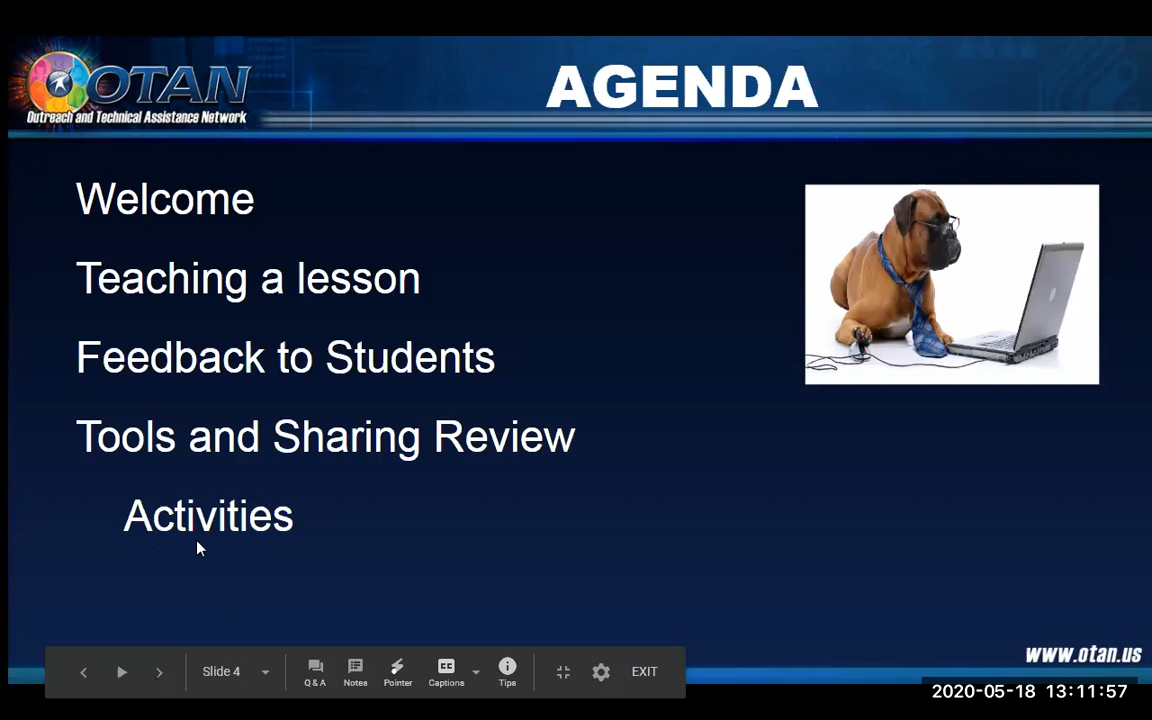 OTAN
Outreach and Technical Assistance Network
AGENDA
Welcome
Teaching a lesson
Feedback to Students
Tools and Sharing Review
Activities
Slide 4
Q & A
Notes
Pointer
CC
Captions
Tips
EXIT
www.otan.us
2020-05-18 13:11:57